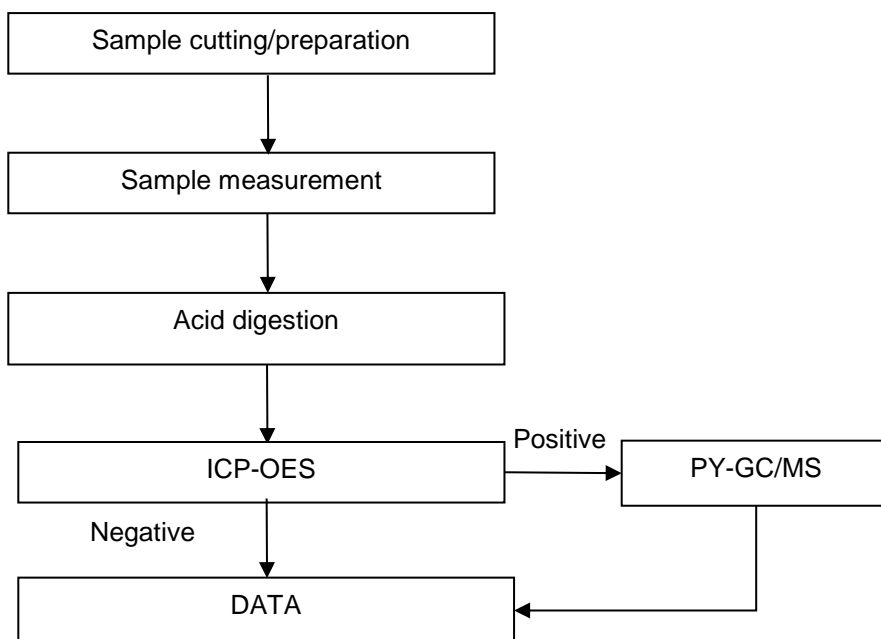 Sample cutting/preparation
Sample measurement
Acid digestion
ICP-OES
Positive
PY-GC/MS
Negative
DATA